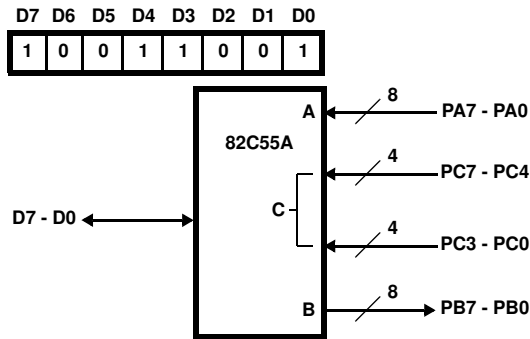 D7 D6 D5 D4 D3 D2 D1 D0
1 0 0 1 1 0 0 1
A 8 PA7 - PA0
82C55A
4 PC7 - PC4
C
D7 - D0
4 PC3 - PC0
B 8 PB7 - PB0